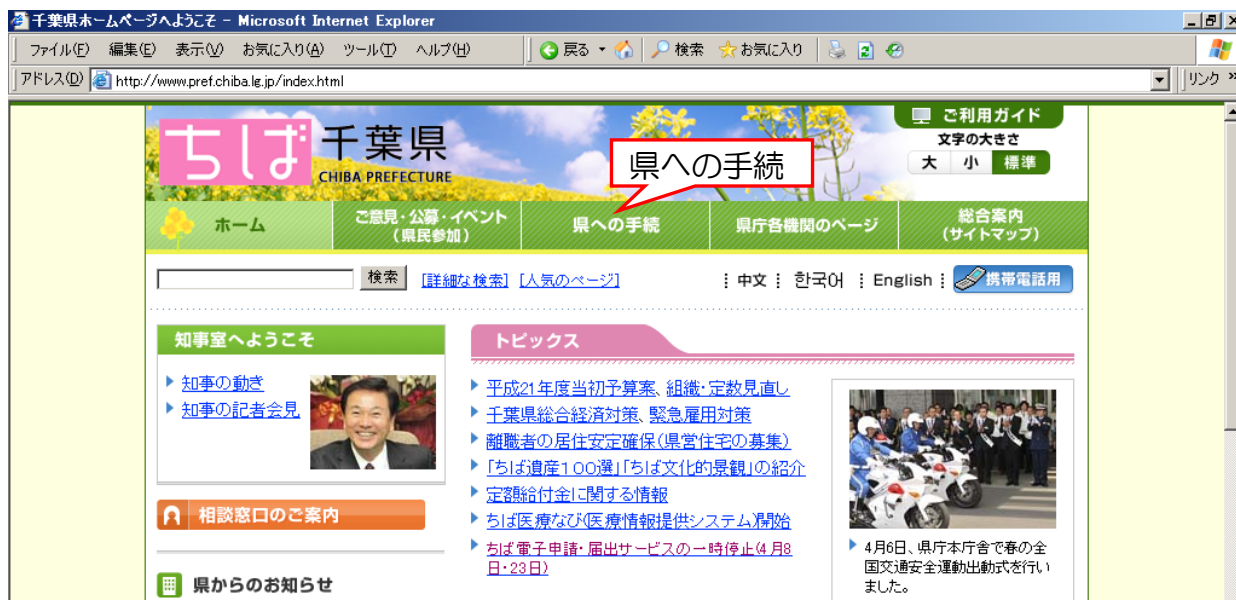 千葉県ホームページへようこそ - Microsoft Internet Explorer
ファイル(F) 編集(E) 表示(V) お気に入り(A) ツール(T) ヘルプ(H) 戻る 検索 お気に入り
アドレス(D) http://www.pref.chiba.lg.jp/index.html リンク »
ちば 千葉県
CHIBA PREFECTURE
ご利用ガイド
文字の大きさ
大 小 標準
県への手続
ホーム
ご意見・公募・イベント
(県民参加)
県への手続
県庁各機関のページ
総合案内
(サイトマップ)
検索 [詳細な検索] [人気のページ] 中文 한국어 English 携帯電話用
知事室へようこそ
知事の動き
知事の記者会見
相談窓口のご案内
県からのお知らせ
トピックス
平成21年度当初予算案、組織・定数見直し
千葉県総合経済対策、緊急雇用対策
離職者の居住安定確保(県営住宅の募集)
「ちば遺産100選」「ちば文化的景観」の紹介
定額給付金に関する情報
ちば医療なび(医療情報提供システム)開始
ちば電子申請・届出サービスの一時停止(4月8
日・23日)
4月6日、県庁本庁舎で春の全
国交通安全運動出動式を行い
ました。